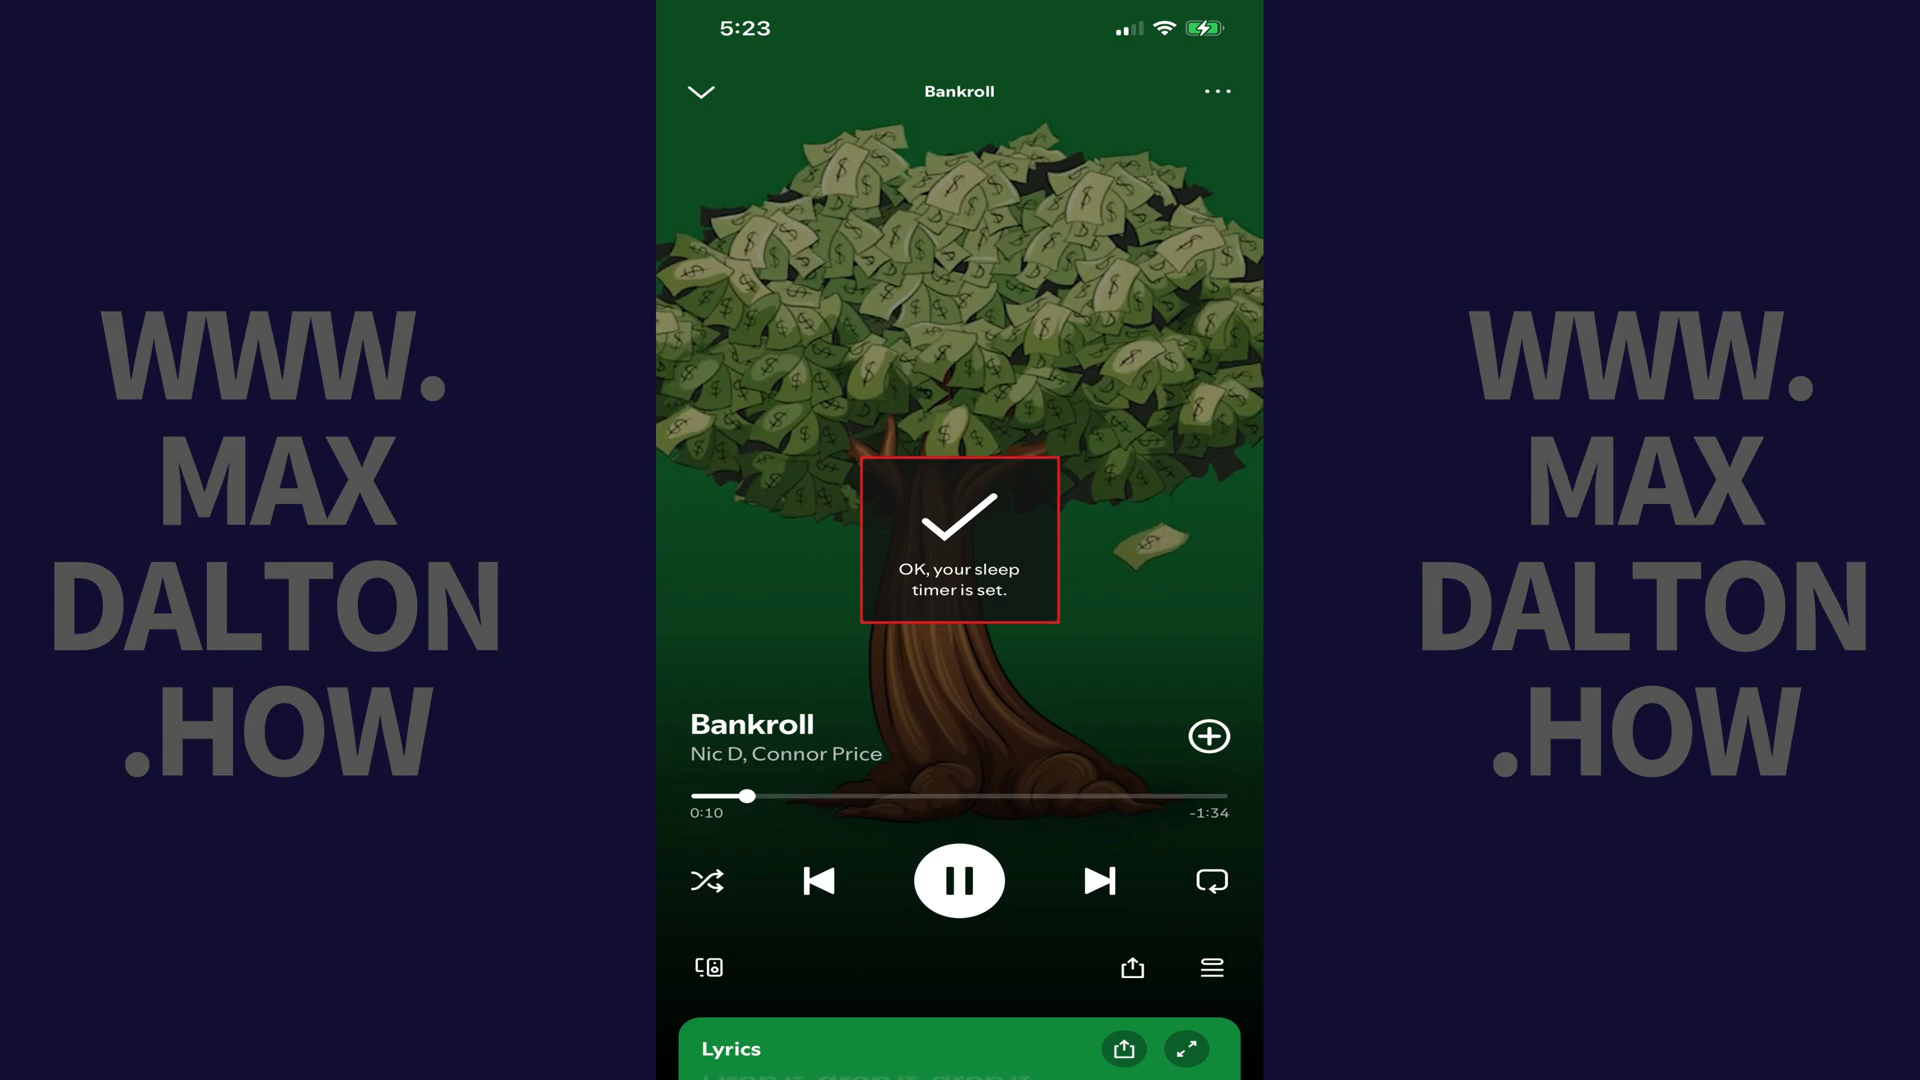 5:23
Bankroll
WWW.
MAX
DALTON
.HOW
OK, your sleep
timer is set.
Bankroll
Nic D, Connor Price
0:10
-1:34
Lyrics
WWW.
MAX
DALTON
.HOW